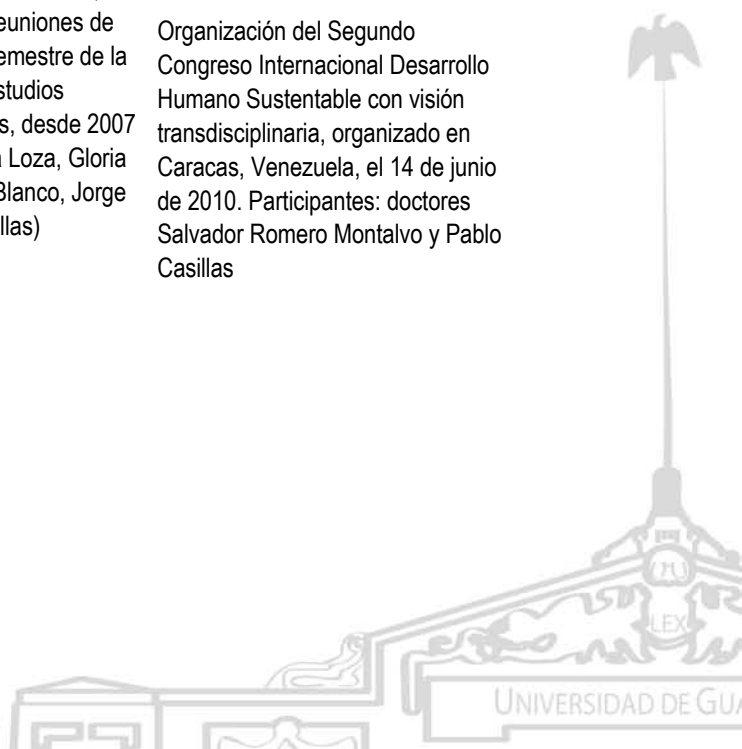 euniones de
emestre de la
studios
s, desde 2007
Loza, Gloria
Blanco, Jorge
llas)
Organización del Segundo
Congreso Internacional Desarrollo
Humano Sustentable con visión
transdisciplinaria, organizado en
Caracas, Venezuela, el 14 de junio
de 2010. Participantes: doctores
Salvador Romero Montalvo y Pablo
Casillas
LEX
UNIVERSIDAD DE GUA